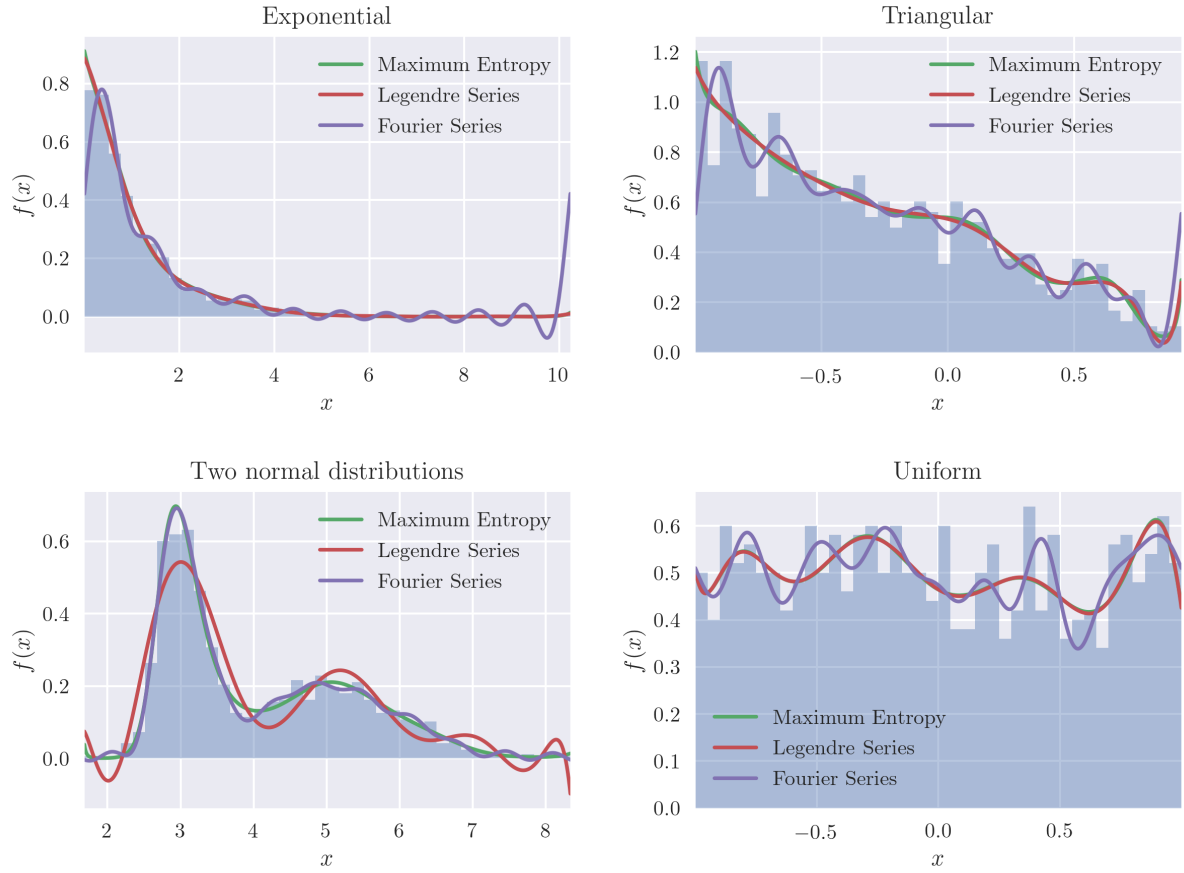 Exponential
Maximum Entropy
Legendre Series
Fourier Series
f(x)
0.8
0.6
0.4
0.2
0.0
2 4 6 8 10
x
Triangular
Maximum Entropy
Legendre Series
Fourier Series
f(x)
1.2
1.0
0.8
0.6
0.4
0.2
0.0
−0.5 0.0 0.5
x
Two normal distributions
Maximum Entropy
Legendre Series
Fourier Series
f(x)
0.6
0.4
0.2
0.0
2 3 4 5 6 7 8
x
Uniform
f(x)
0.6
0.5
0.4
0.3
0.2
0.1
0.0
Maximum Entropy
Legendre Series
Fourier Series
−0.5 0.0 0.5
x